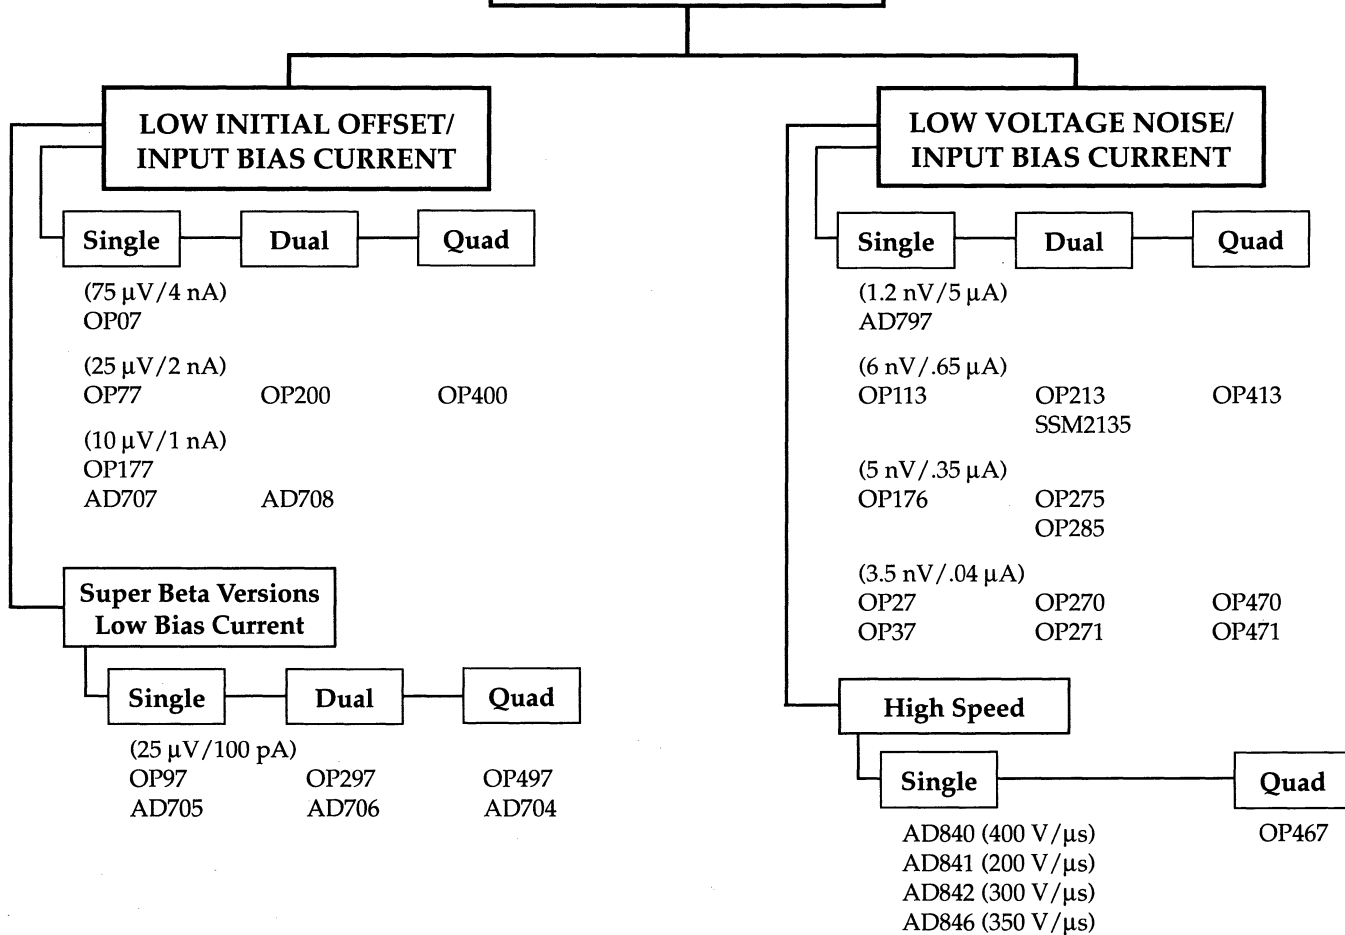 LOW INITIAL OFFSET/
INPUT BIAS CURRENT
Single Dual Quad
(75 µV/4 nA)
OP07
(25 µV/2 nA)
OP77 OP200 OP400
(10 µV/1 nA)
OP177
AD707 AD708
Super Beta Versions
Low Bias Current
Single Dual Quad
(25 µV/100 pA)
OP97 OP297 OP497
AD705 AD706 AD704
LOW VOLTAGE NOISE/
INPUT BIAS CURRENT
Single Dual Quad
(1.2 nV/5 µA)
AD797
(6 nV/.65 µA)
OP113 OP213 OP413
SSM2135
(5 nV/.35 µA)
OP176 OP275
OP285
(3.5 nV/.04 µA)
OP27 OP270 OP470
OP37 OP271 OP471
High Speed
Single Quad
AD840 (400 V/µs) OP467
AD841 (200 V/µs)
AD842 (300 V/µs)
AD846 (350 V/µs)